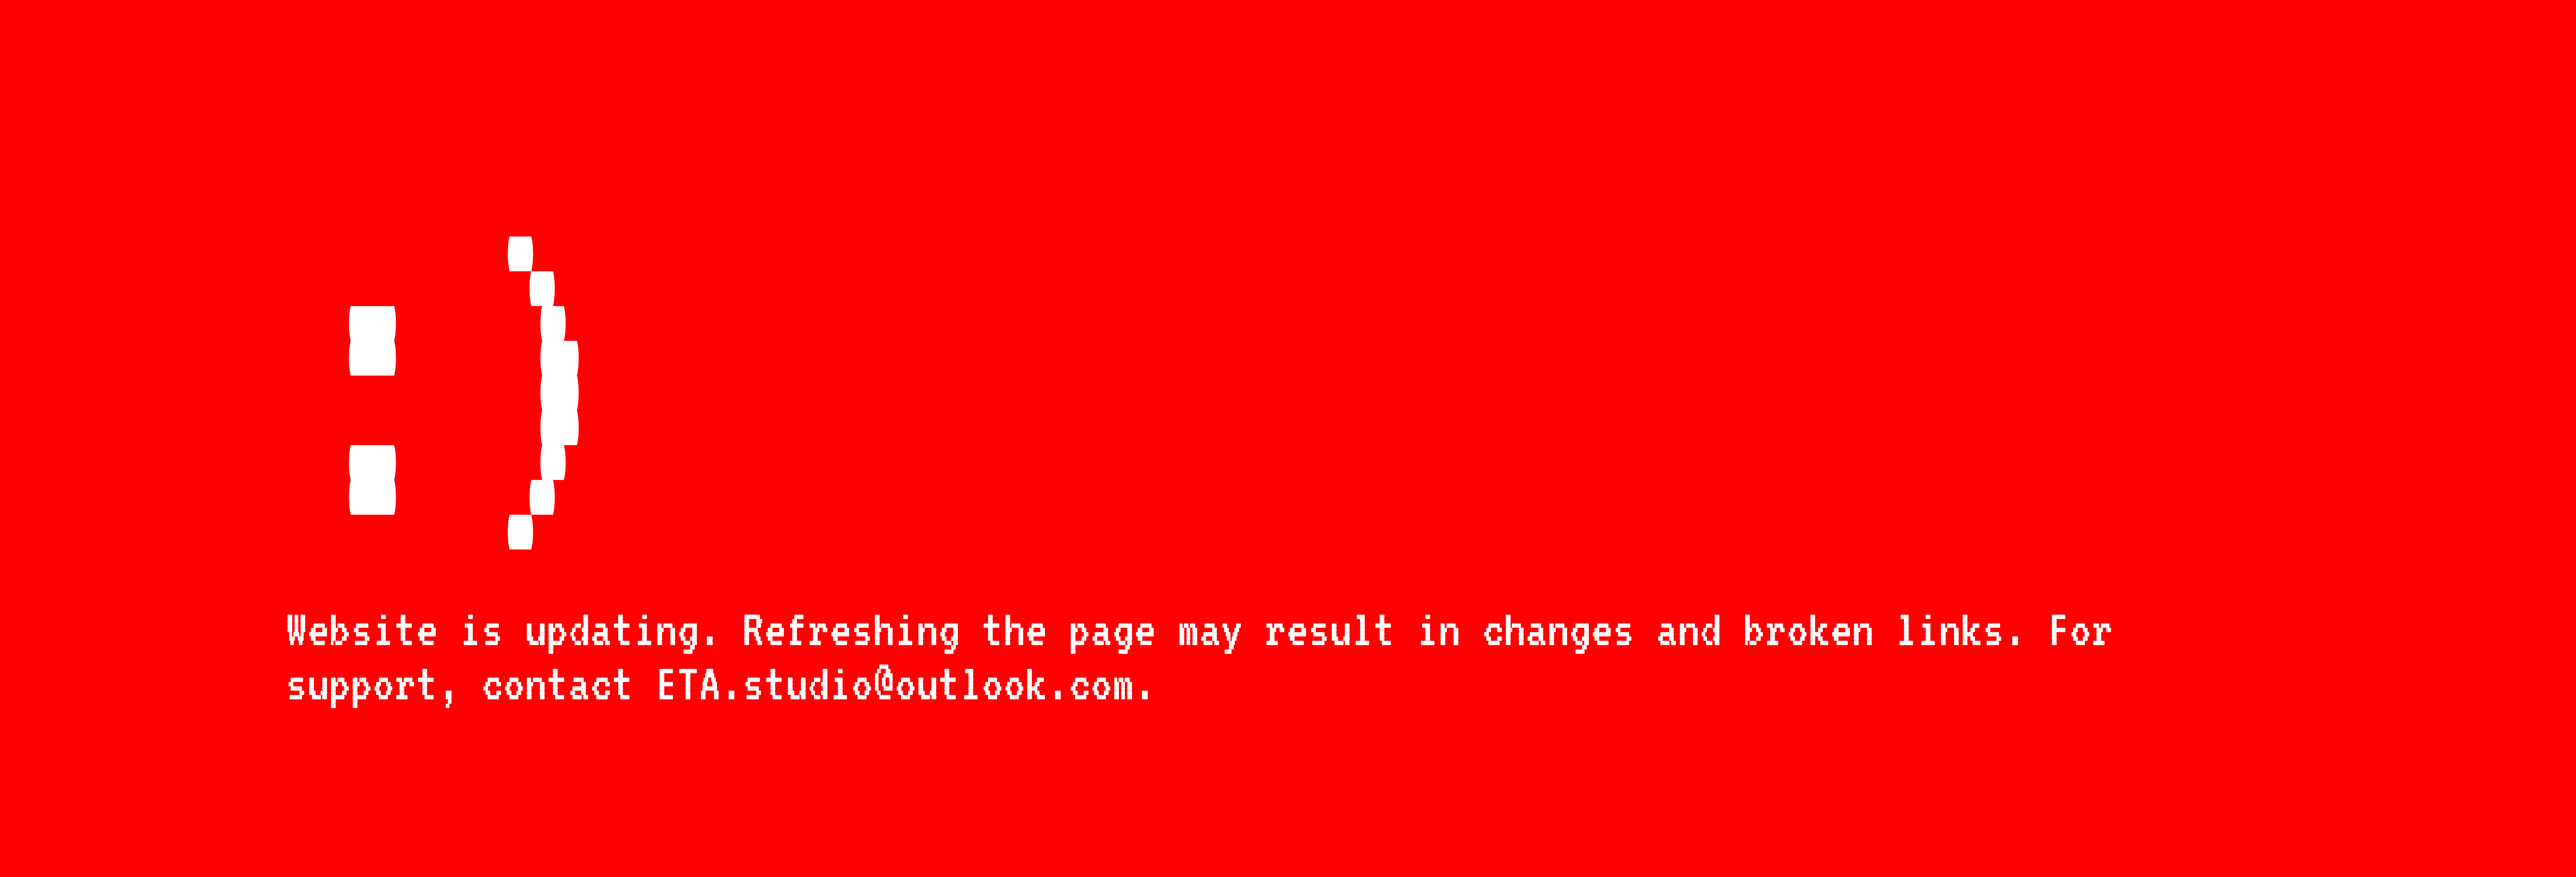 :)
Website is updating. Refreshing the page may result in changes and broken links. For
support, contact ETA.studio@outlook.com.